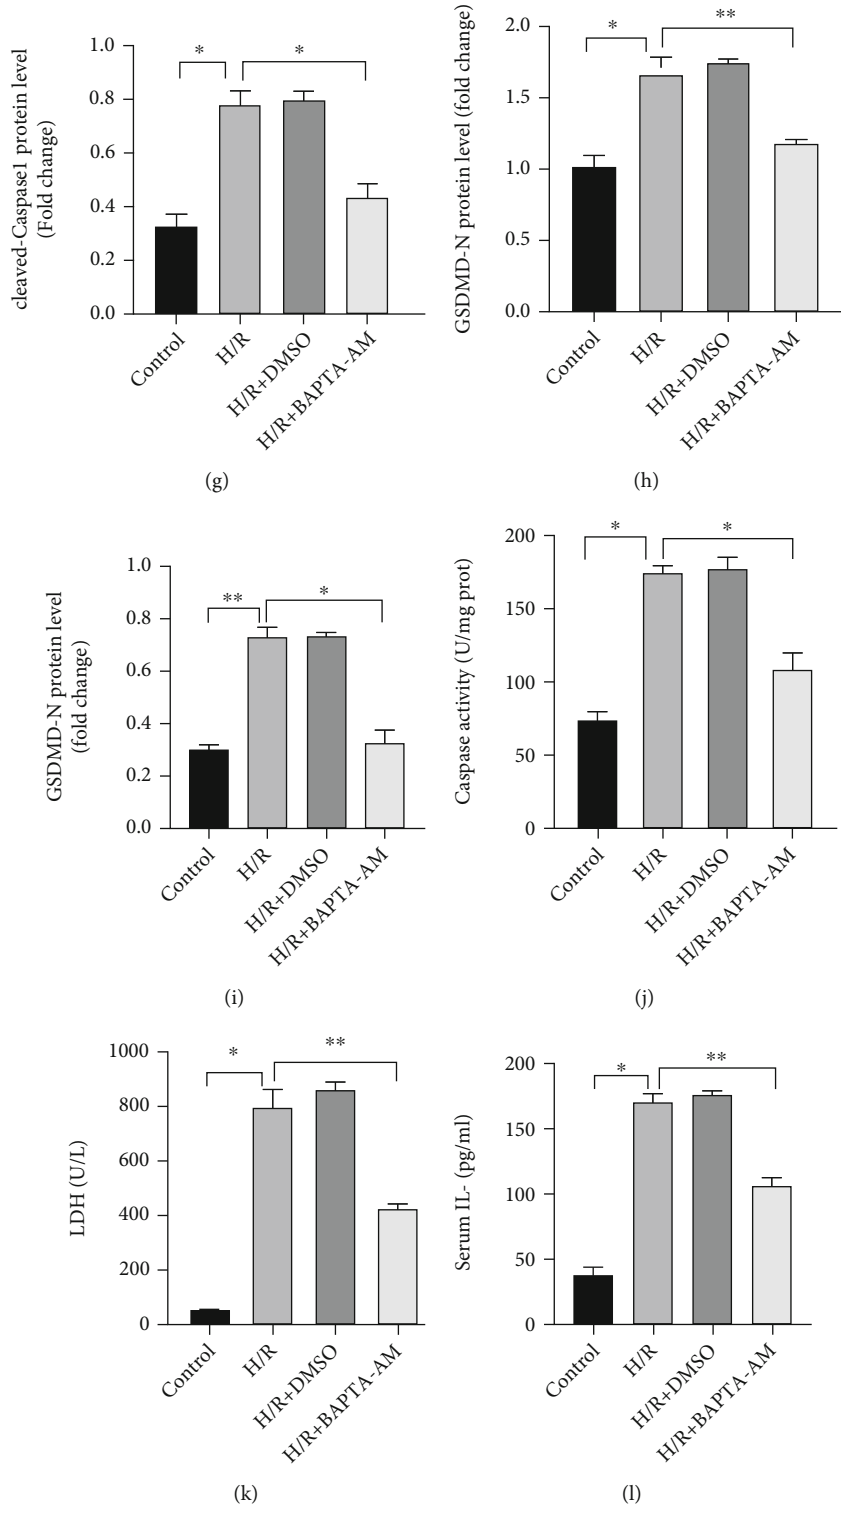 cleaved-Caspase1 protein level
(Fold change)
1.0
0.8
0.6
0.4
0.2
0.0
*
*
Control
H/R
H/R+DMSO
H/R+BAPTA-AM
(g)
GSDMD-N protein level (fold change)
2.0
1.5
1.0
0.5
0.0
*
**
Control
H/R
H/R+DMSO
H/R+BAPTA-AM
(h)
GSDMD-N protein level
(fold change)
1.0
0.8
0.6
0.4
0.2
0.0
**
*
Control
H/R
H/R+DMSO
H/R+BAPTA-AM
(i)
Caspase activity (U/mg prot)
200
150
100
50
0
*
*
Control
H/R
H/R+DMSO
H/R+BAPTA-AM
(j)
LDH (U/L)
1000
800
600
400
200
0
*
**
Control
H/R
H/R+DMSO
H/R+BAPTA-AM
(k)
Serum IL- (pg/ml)
200
150
100
50
0
*
**
Control
H/R
H/R+DMSO
H/R+BAPTA-AM
(l)